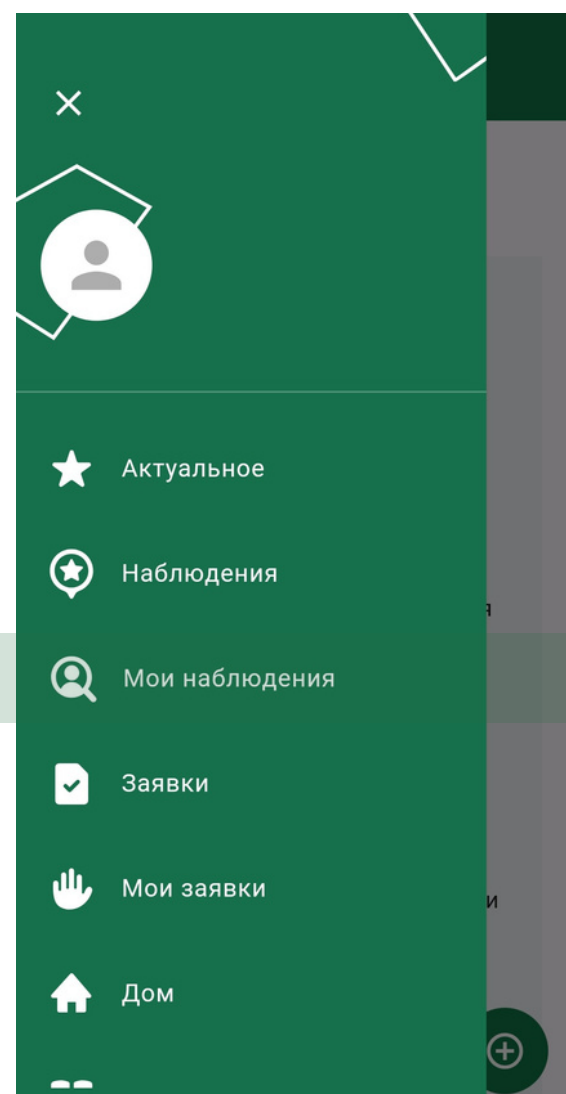 Актуальное
Наблюдения
Мои наблюдения
Заявки
Мои заявки
Дом